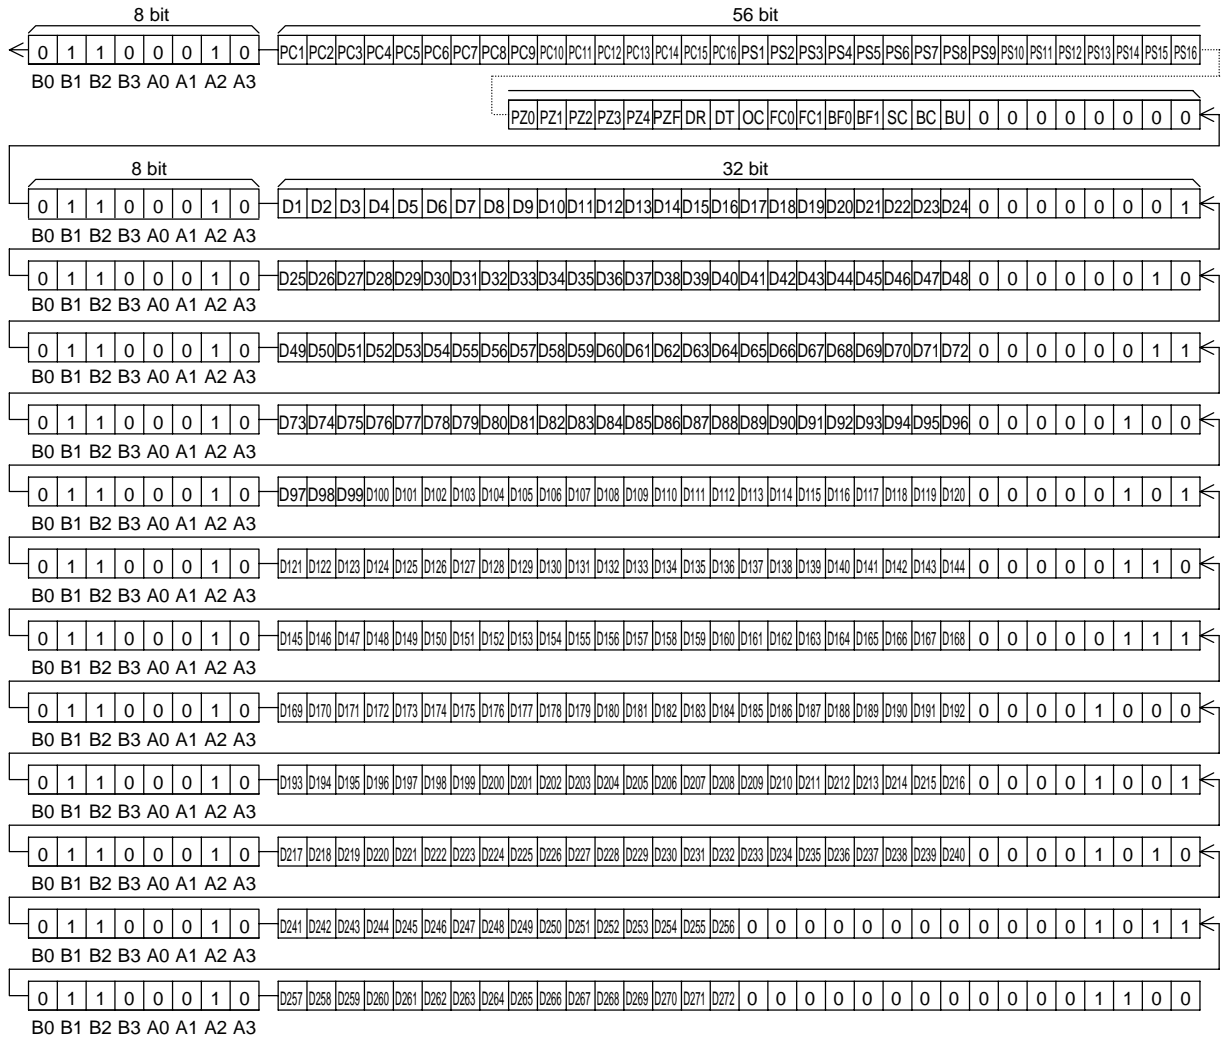 8 bit 56 bit
0 1 1 0 0 0 1 0 PC1 PC2 PC3 PC4 PC5 PC6 PC7 PC8 PC9 PC10 PC11 PC12 PC13 PC14 PC15 PC16 PS1 PS2 PS3 PS4 PS5 PS6 PS7 PS8 PS9 PS10 PS11 PS12 PS13 PS14 PS15 PS16
B0 B1 B2 B3 A0 A1 A2 A3
PZ0 PZ1 PZ2 PZ3 PZ4 PZF DR DT OC FC0 FC1 BF0 BF1 SC BC BU 0 0 0 0 0 0 0 0
8 bit 32 bit
0 1 1 0 0 0 1 0 D1 D2 D3 D4 D5 D6 D7 D8 D9 D10 D11 D12 D13 D14 D15 D16 D17 D18 D19 D20 D21 D22 D23 D24 0 0 0 0 0 0 0 1
B0 B1 B2 B3 A0 A1 A2 A3
0 1 1 0 0 0 1 0 D25 D26 D27 D28 D29 D30 D31 D32 D33 D34 D35 D36 D37 D38 D39 D40 D41 D42 D43 D44 D45 D46 D47 D48 0 0 0 0 0 0 1 0
B0 B1 B2 B3 A0 A1 A2 A3
0 1 1 0 0 0 1 0 D49 D50 D51 D52 D53 D54 D55 D56 D57 D58 D59 D60 D61 D62 D63 D64 D65 D66 D67 D68 D69 D70 D71 D72 0 0 0 0 0 0 1 1
B0 B1 B2 B3 A0 A1 A2 A3
0 1 1 0 0 0 1 0 D73 D74 D75 D76 D77 D78 D79 D80 D81 D82 D83 D84 D85 D86 D87 D88 D89 D90 D91 D92 D93 D94 D95 D96 0 0 0 0 0 1 0 0
B0 B1 B2 B3 A0 A1 A2 A3
0 1 1 0 0 0 1 0 D97 D98 D99 D100 D101 D102 D103 D104 D105 D106 D107 D108 D109 D110 D111 D112 D113 D114 D115 D116 D117 D118 D119 D120 0 0 0 0 0 1 0 1
B0 B1 B2 B3 A0 A1 A2 A3
0 1 1 0 0 0 1 0 D121 D122 D123 D124 D125 D126 D127 D128 D129 D130 D131 D132 D133 D134 D135 D136 D137 D138 D139 D140 D141 D142 D143 D144 0 0 0 0 0 1 1 0
B0 B1 B2 B3 A0 A1 A2 A3
0 1 1 0 0 0 1 0 D145 D146 D147 D148 D149 D150 D151 D152 D153 D154 D155 D156 D157 D158 D159 D160 D161 D162 D163 D164 D165 D166 D167 D168 0 0 0 0 0 1 1 1
B0 B1 B2 B3 A0 A1 A2 A3
0 1 1 0 0 0 1 0 D169 D170 D171 D172 D173 D174 D175 D176 D177 D178 D179 D180 D181 D182 D183 D184 D185 D186 D187 D188 D189 D190 D191 D192 0 0 0 0 1 0 0 0
B0 B1 B2 B3 A0 A1 A2 A3
0 1 1 0 0 0 1 0 D193 D194 D195 D196 D197 D198 D199 D200 D201 D202 D203 D204 D205 D206 D207 D208 D209 D210 D211 D212 D213 D214 D215 D216 0 0 0 0 1 0 0 1
B0 B1 B2 B3 A0 A1 A2 A3
0 1 1 0 0 0 1 0 D217 D218 D219 D220 D221 D222 D223 D224 D225 D226 D227 D228 D229 D230 D231 D232 D233 D234 D235 D236 D237 D238 D239 D240 0 0 0 0 1 0 1 0
B0 B1 B2 B3 A0 A1 A2 A3
0 1 1 0 0 0 1 0 D241 D242 D243 D244 D245 D246 D247 D248 D249 D250 D251 D252 D253 D254 D255 D256 0 0 0 0 0 0 0 0 0 0 0 0 1 0 1 1
B0 B1 B2 B3 A0 A1 A2 A3
0 1 1 0 0 0 1 0 D257 D258 D259 D260 D261 D262 D263 D264 D265 D266 D267 D268 D269 D270 D271 D272 0 0 0 0 0 0 0 0 0 0 0 0 1 1 0 0
B0 B1 B2 B3 A0 A1 A2 A3